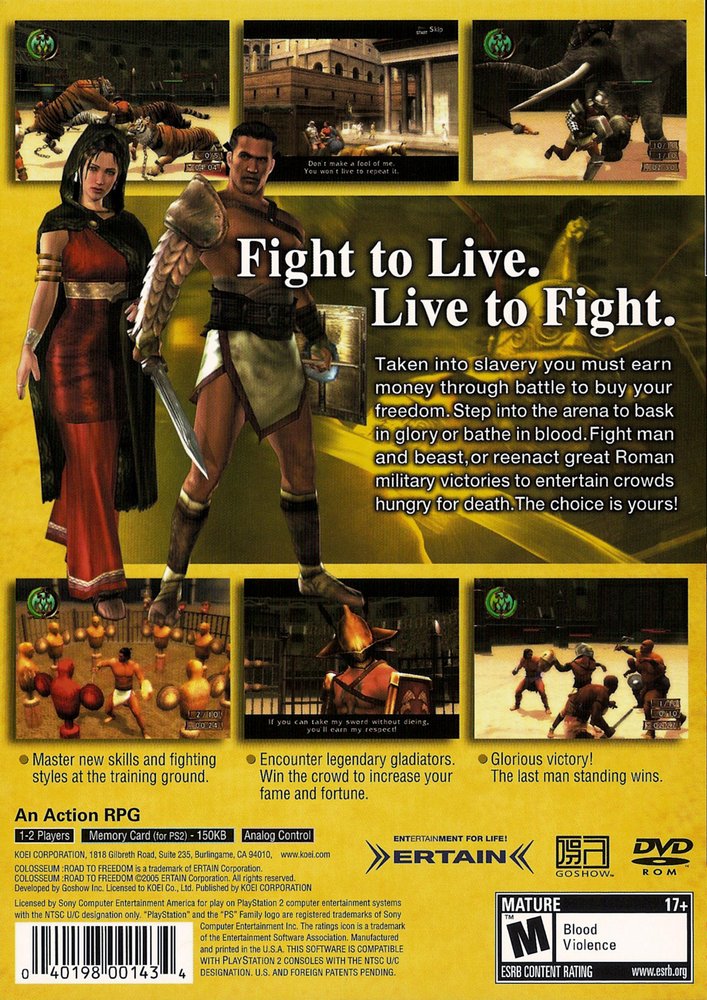 START Skip
Don't make a fool of me.
You won't live to repeat it.
Fight to Live.
Live to Fight.
Taken into slavery you must earn
money through battle to buy your
freedom. Step into the arena to bask
in glory or bathe in blood. Fight man
and beast, or reenact great Roman
military victories to entertain crowds
hungry for death. The choice is yours!
If you can take my sword without dieing,
you'll earn my respect!
Master new skills and fighting
styles at the training ground.
Encounter legendary gladiators.
Win the crowd to increase your
fame and fortune.
Glorious victory!
The last man standing wins.
An Action RPG
1-2 Players Memory Card (for PS2) - 150KB Analog Control
KOEI CORPORATION, 1818 Gilbreth Road, Suite 235, Burlingame, CA 94010, www.koei.com
COLOSSEUM :ROAD TO FREEDOM is a trademark of ERTAIN Corporation.
COLOSSEUM :ROAD TO FREEDOM ©2005 ERTAIN Corporation. All rights reserved.
Developed by Goshow Inc. Licensed to KOEI Co., Ltd. Published by KOEI CORPORATION
ENTERTAINMENT FOR LIFE!
ERTAIN
GOSHOW™
DVD
ROM
Licensed by Sony Computer Entertainment America for play on PlayStation 2 computer entertainment systems
with the NTSC U/C designation only. "PlayStation" and the "PS" Family logo are registered trademarks of Sony
Computer Entertainment Inc. The ratings icon is a trademark
of the Entertainment Software Association. Manufactured
and printed in the U.S.A. THIS SOFTWARE IS COMPATIBLE
WITH PLAYSTATION 2 CONSOLES WITH THE NTSC U/C
DESIGNATION. U.S. AND FOREIGN PATENTS PENDING.
0 40198 00143 4
MATURE 17+
M™
Blood
Violence
ESRB CONTENT RATING www.esrb.org